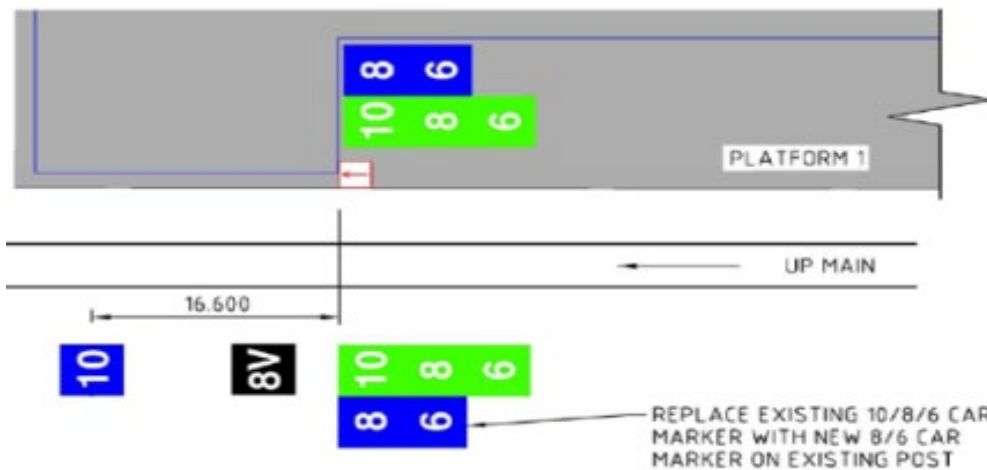 8 6
10 8 6
PLATFORM 1
UP MAIN
16.600
10
8V
10 8 6
8 6
REPLACE EXISTING 10/8/6 CAR
MARKER WITH NEW 8/6 CAR
MARKER ON EXISTING POST